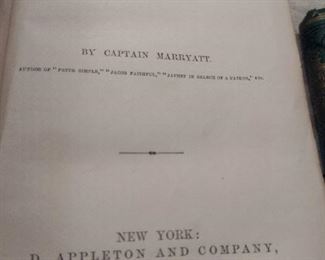 BY CAPTAIN MARRYATT.
AUTHOR OF "PETER SIMPLE," "JACOB FAITHFUL," "JAPHET IN SEARCH OF A FATHER," ETC.
NEW YORK:
D. APPLETON AND COMPANY,